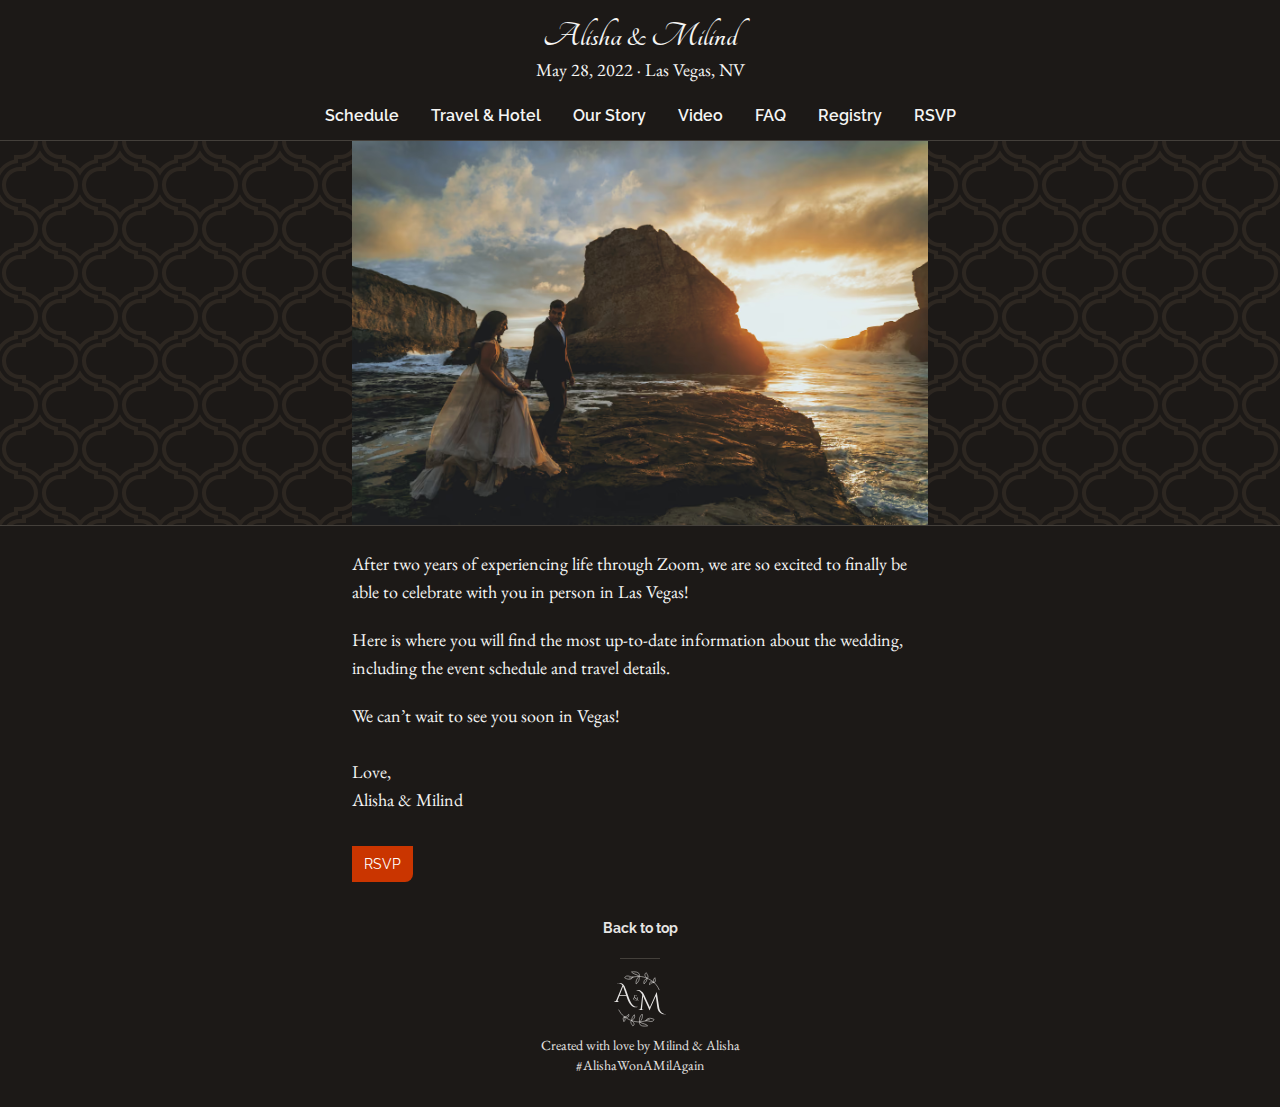 Alisha & Milind
May 28, 2022 · Las Vegas, NV
Schedule Travel & Hotel Our Story Video FAQ Registry RSVP
After two years of experiencing life through Zoom, we are so excited to finally be
able to celebrate with you in person in Las Vegas!
Here is where you will find the most up-to-date information about the wedding,
including the event schedule and travel details.
We can’t wait to see you soon in Vegas!
Love,
Alisha & Milind
RSVP
Back to top
A&M
Created with love by Milind & Alisha
#AlishaWonAMilAgain